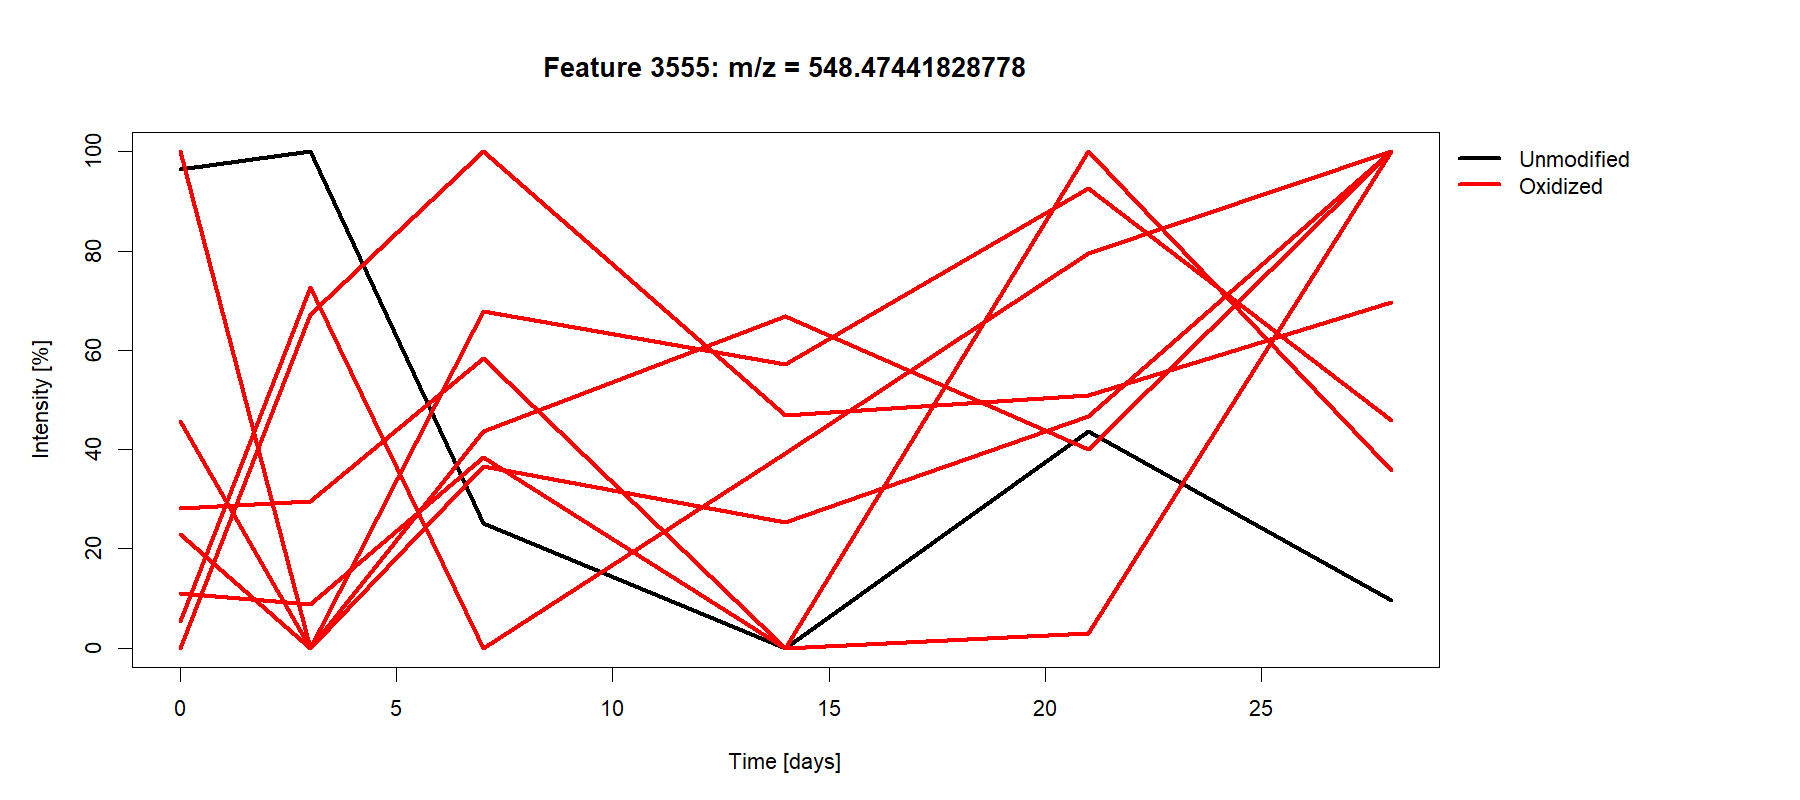 Feature 3555: m/z = 548.47441828778
Unmodified
Oxidized
Intensity [%]
100
80
60
40
20
0
0 5 10 15 20 25
Time [days]